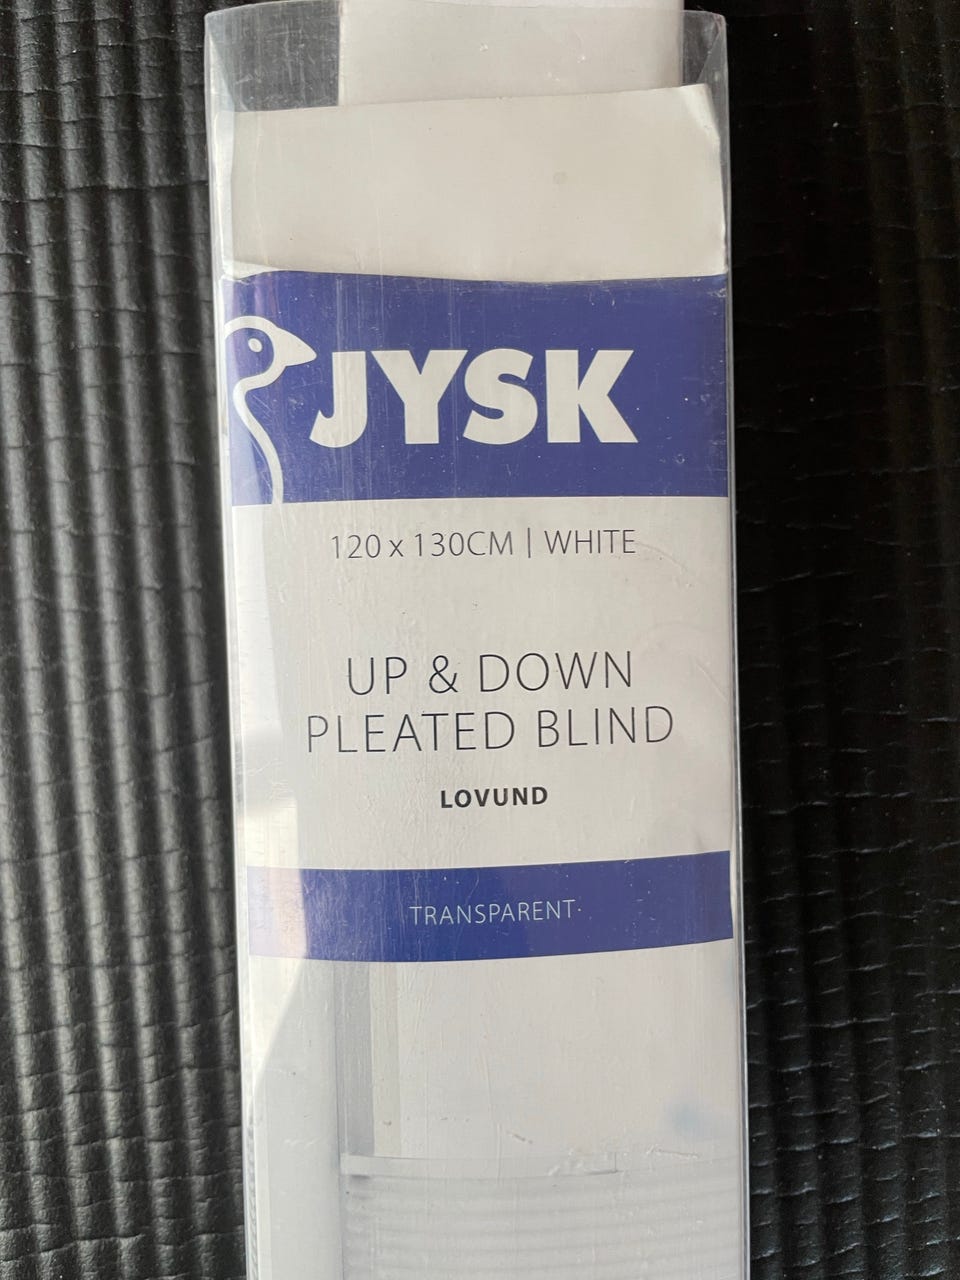 JYSK
120 x 130CM | WHITE
UP & DOWN
PLEATED BLIND
LOVUND
TRANSPARENT